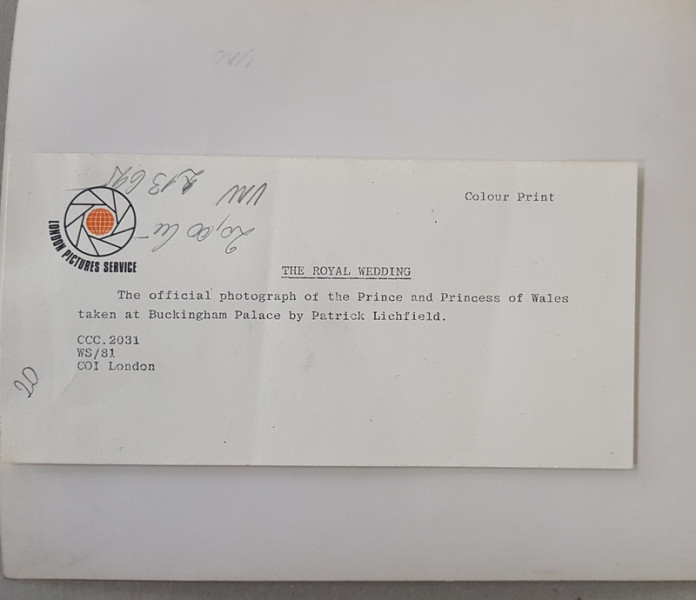 Colour Print
LONDON PICTURES SERVICE
THE ROYAL WEDDING
The official photograph of the Prince and Princess of Wales
taken at Buckingham Palace by Patrick Lichfield.
CCC.2031
WS/81
COI London
20